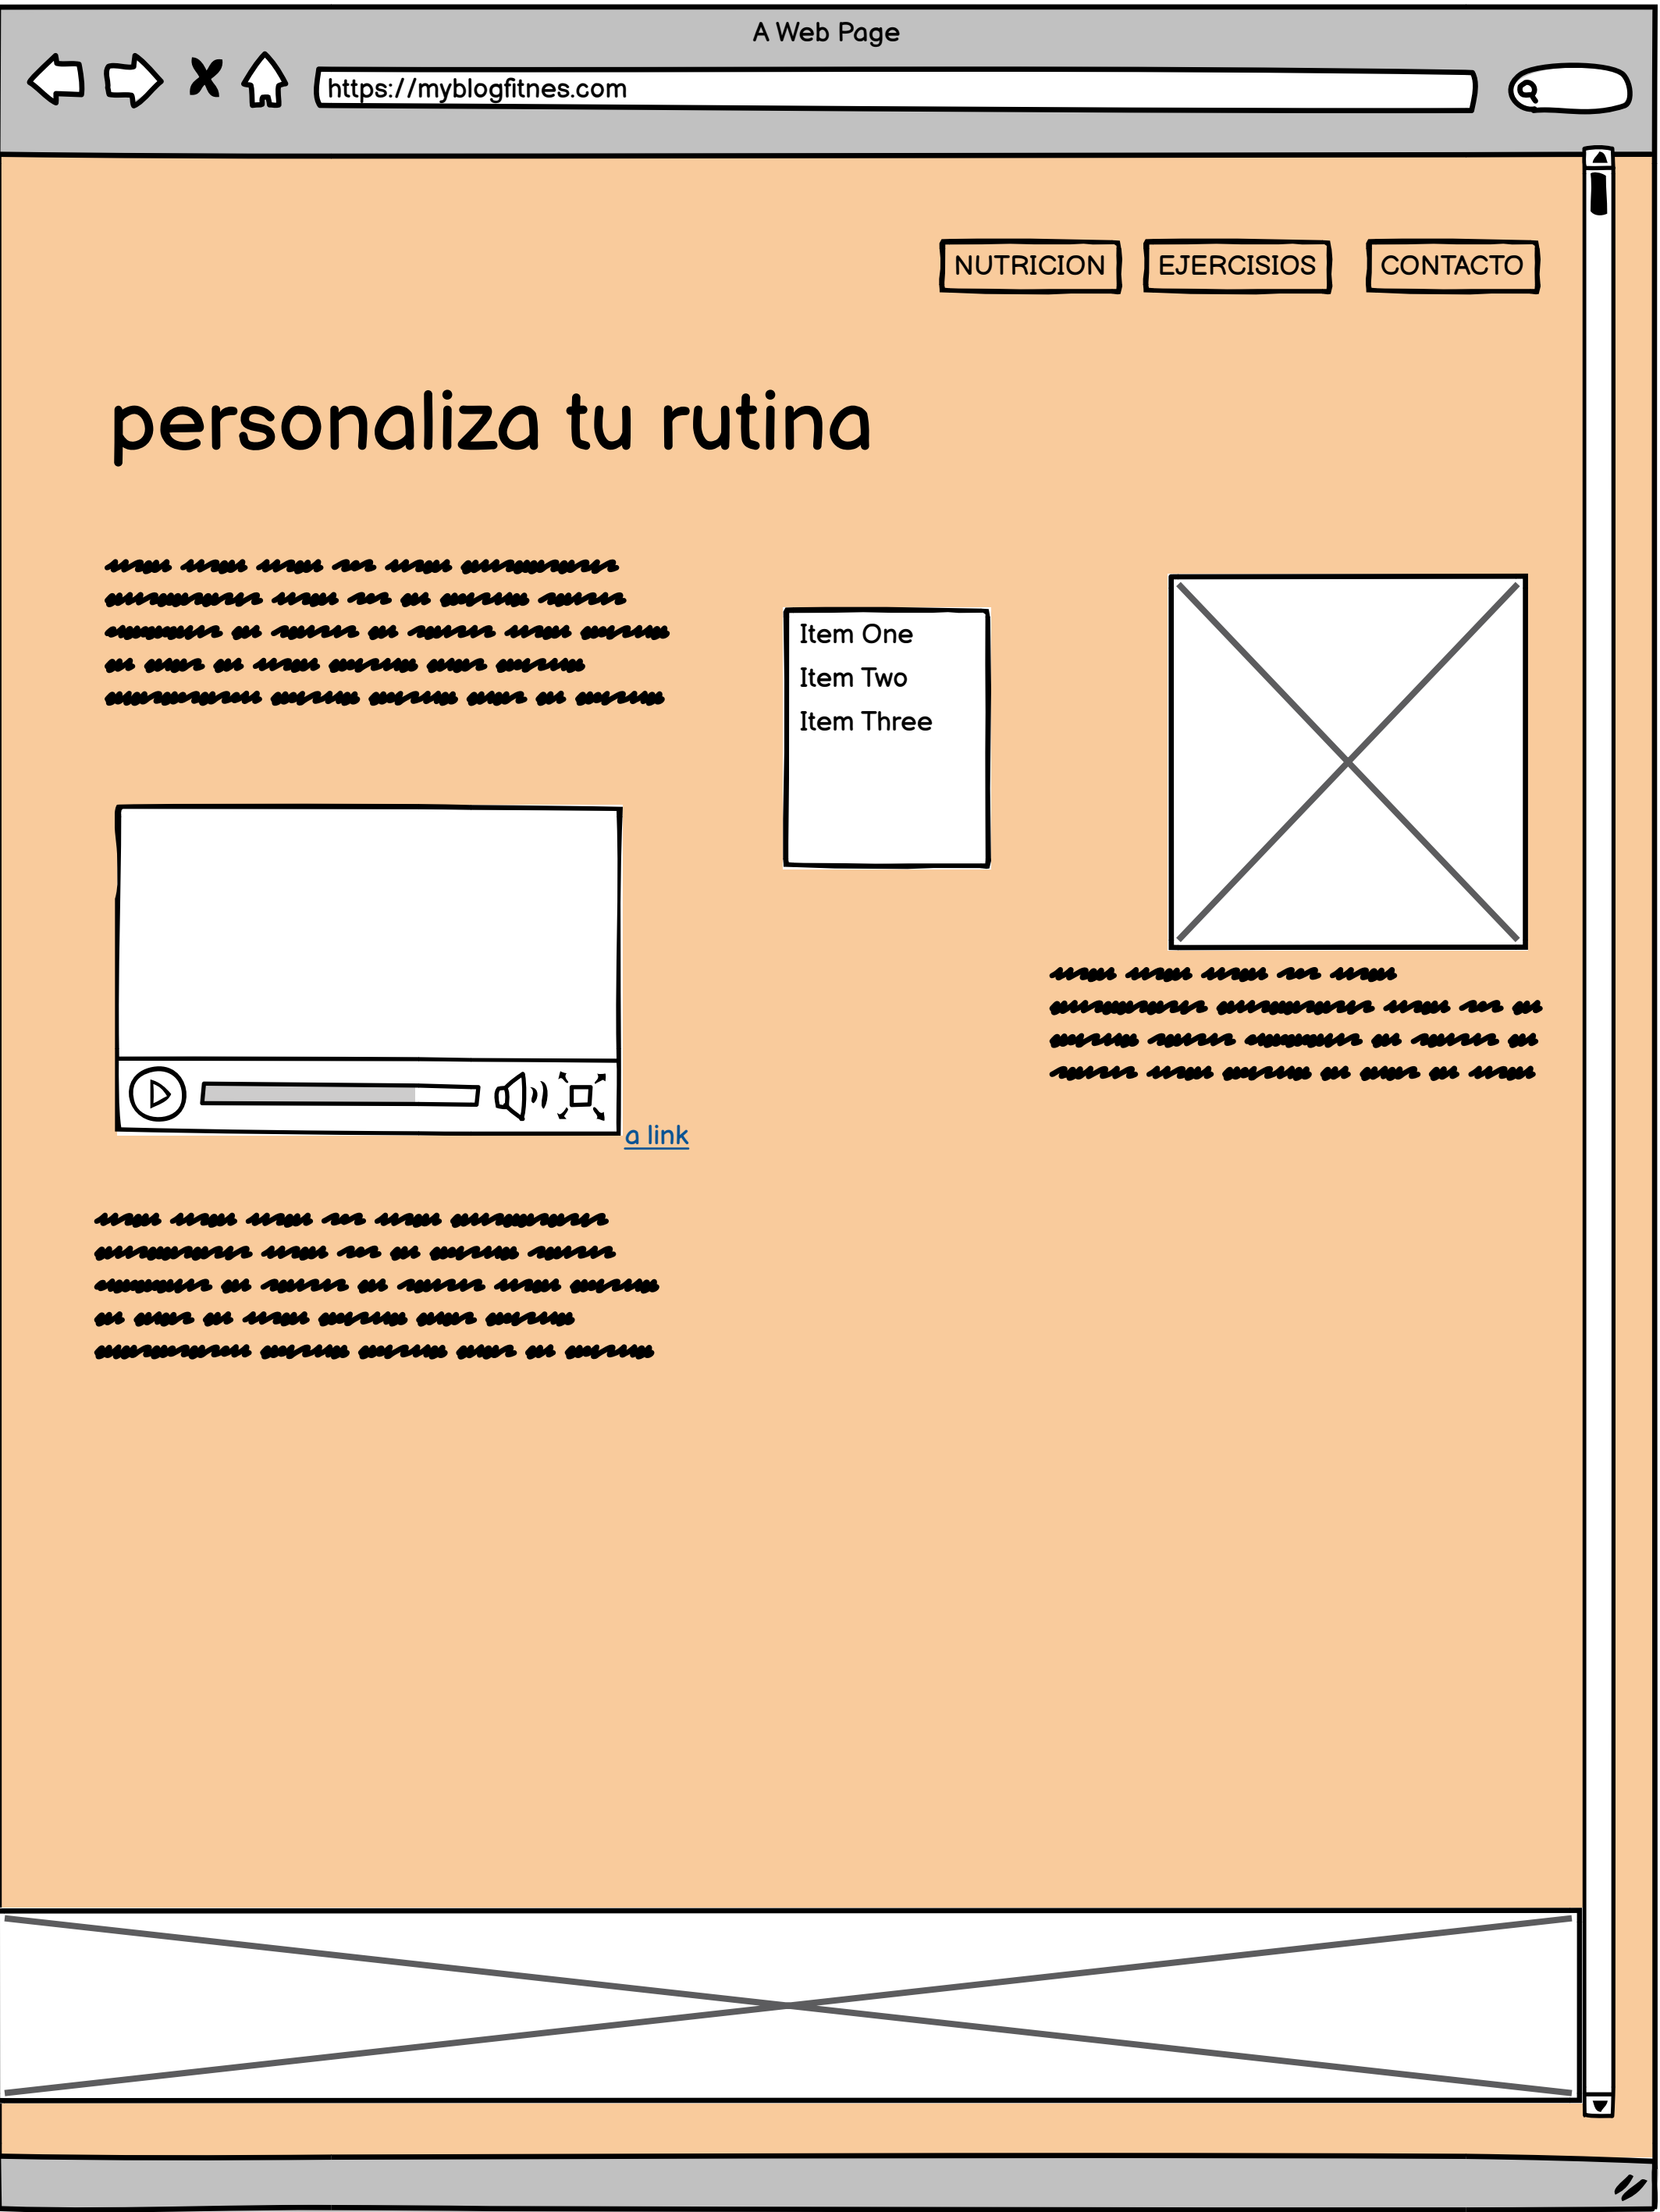 A Web Page
https://myblogfitnes.com
NUTRICION EJERCISIOS CONTACTO
personaliza tu rutina
Item One
Item Two
Item Three
a link